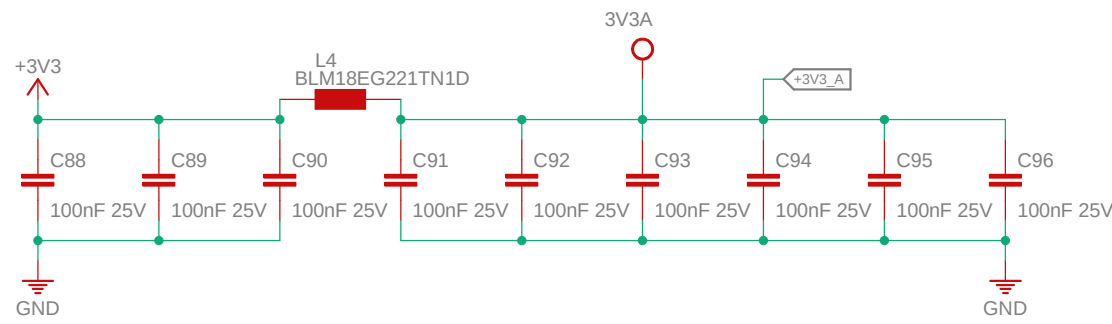 3V3A
+3V3
L4
BLM18EG221TN1D
+3V3_A
C88
C89
C90
C91
C92
C93
C94
C95
C96
100nF 25V
100nF 25V
100nF 25V
100nF 25V
100nF 25V
100nF 25V
100nF 25V
100nF 25V
100nF 25V
GND
GND